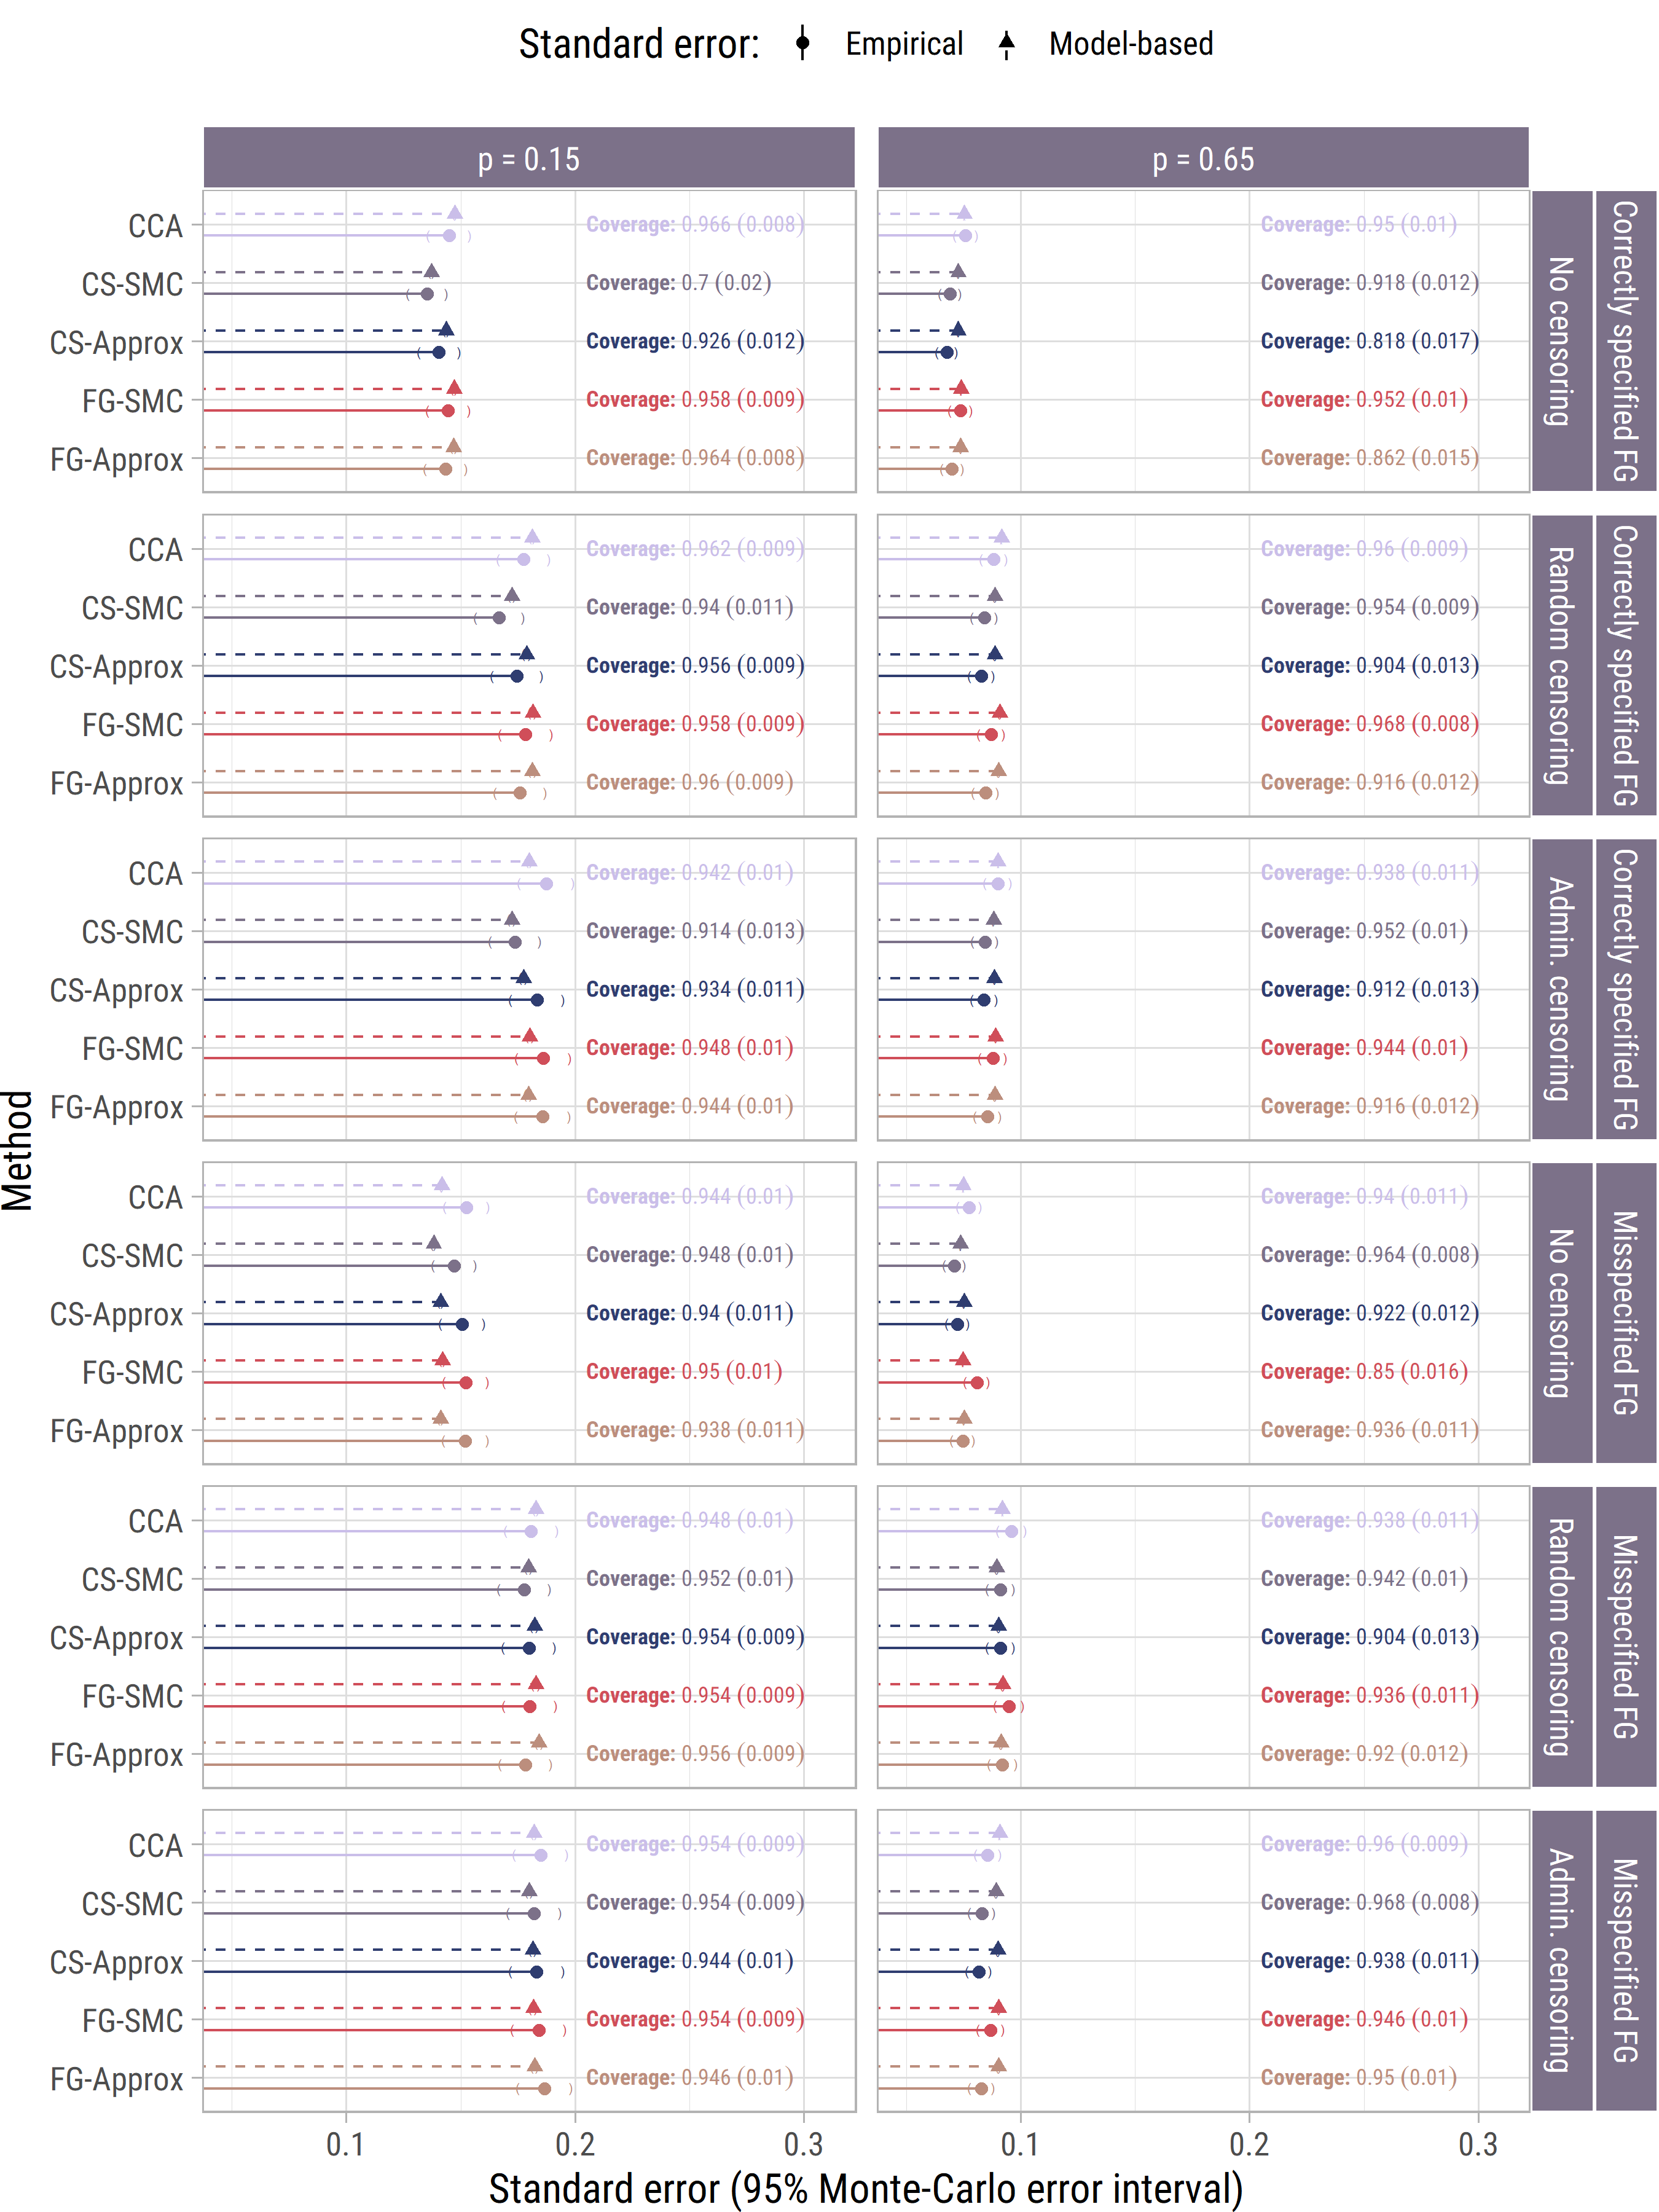 Standard error: Empirical Model-based
p = 0.15 p = 0.65
CCA Coverage: 0.966 (0.008) Coverage: 0.95 (0.01)
CS-SMC Coverage: 0.7 (0.02) Coverage: 0.918 (0.012)
CS-Approx Coverage: 0.926 (0.012) Coverage: 0.818 (0.017)
FG-SMC Coverage: 0.958 (0.009) Coverage: 0.952 (0.01)
FG-Approx Coverage: 0.964 (0.008) Coverage: 0.862 (0.015)
No censoring
Correctly specified FG
CCA Coverage: 0.962 (0.009) Coverage: 0.96 (0.009)
CS-SMC Coverage: 0.94 (0.011) Coverage: 0.954 (0.009)
CS-Approx Coverage: 0.956 (0.009) Coverage: 0.904 (0.013)
FG-SMC Coverage: 0.958 (0.009) Coverage: 0.968 (0.008)
FG-Approx Coverage: 0.96 (0.009) Coverage: 0.916 (0.012)
Random censoring
Correctly specified FG
CCA Coverage: 0.942 (0.01) Coverage: 0.938 (0.011)
CS-SMC Coverage: 0.914 (0.013) Coverage: 0.952 (0.01)
CS-Approx Coverage: 0.934 (0.011) Coverage: 0.912 (0.013)
FG-SMC Coverage: 0.948 (0.01) Coverage: 0.944 (0.01)
FG-Approx Coverage: 0.944 (0.01) Coverage: 0.916 (0.012)
Admin. censoring
Correctly specified FG
Method
CCA Coverage: 0.944 (0.01) Coverage: 0.94 (0.011)
CS-SMC Coverage: 0.948 (0.01) Coverage: 0.964 (0.008)
CS-Approx Coverage: 0.94 (0.011) Coverage: 0.922 (0.012)
FG-SMC Coverage: 0.95 (0.01) Coverage: 0.85 (0.016)
FG-Approx Coverage: 0.938 (0.011) Coverage: 0.936 (0.011)
No censoring
Misspecified FG
CCA Coverage: 0.948 (0.01) Coverage: 0.938 (0.011)
CS-SMC Coverage: 0.952 (0.01) Coverage: 0.942 (0.01)
CS-Approx Coverage: 0.954 (0.009) Coverage: 0.904 (0.013)
FG-SMC Coverage: 0.954 (0.009) Coverage: 0.936 (0.011)
FG-Approx Coverage: 0.956 (0.009) Coverage: 0.92 (0.012)
Random censoring
Misspecified FG
CCA Coverage: 0.954 (0.009) Coverage: 0.96 (0.009)
CS-SMC Coverage: 0.954 (0.009) Coverage: 0.968 (0.008)
CS-Approx Coverage: 0.944 (0.01) Coverage: 0.938 (0.011)
FG-SMC Coverage: 0.954 (0.009) Coverage: 0.946 (0.01)
FG-Approx Coverage: 0.946 (0.01) Coverage: 0.95 (0.01)
Admin. censoring
Misspecified FG
0.1 0.2 0.3 0.1 0.2 0.3
Standard error (95% Monte-Carlo error interval)